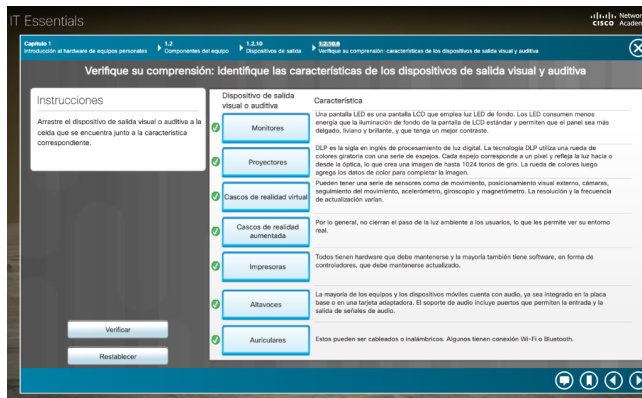 IT Essentials
Networ
CISCO Academ
Capítulo 1
Introducción al hardware de equipos personales
1.2
Componentes del equipo
1.2.10
Dispositivos de salida
1.2.10.6
Verifique su comprensión: características de los dispositivos de salida visual y auditiva
Verifique su comprensión: identifique las características de los dispositivos de salida visual y auditiva
Instrucciones
Arrastre el dispositivo de salida visual o auditiva a la
celda que se encuentra junto a la característica
correspondiente.
Dispositivo de salida
visual o auditiva
Característica
Monitores
Una pantalla LED es una pantalla LCD que emplea luz LED de fondo. Los LED consumen menos
energía que la iluminación de fondo de la pantalla de LCD estándar y permiten que el panel sea más
delgado, liviano y brillante, y que tenga un mejor contraste.
Proyectores
DLP es la sigla en inglés de procesamiento de luz digital. La tecnología DLP utiliza una rueda de
colores giratoria con una serie de espejos. Cada espejo corresponde a un píxel y refleja la luz hacia o
desde la óptica, lo que crea una imagen de hasta 1024 tonos de gris. La rueda de colores luego
agrega los datos de color para completar la imagen.
Cascos de realidad virtual
Pueden tener una serie de sensores como de movimiento, posicionamiento visual externo, cámaras,
seguimiento del movimiento, acelerómetro, giroscopio y magnetómetro. La resolución y la frecuencia
de actualización varían.
Cascos de realidad
aumentada
Por lo general, no cierran el paso de la luz ambiente a los usuarios, lo que les permite ver su entorno
real.
Impresoras
Todos tienen hardware que debe mantenerse y la mayoría también tiene software, en forma de
controladores, que debe mantenerse actualizado.
Altavoces
La mayoría de los equipos y los dispositivos móviles cuenta con audio, ya sea integrado en la placa
base o en una tarjeta adaptadora. El soporte de audio incluye puertos que permiten la entrada y la
salida de señales de audio.
Auriculares
Estos pueden ser cableados o inalámbricos. Algunos tienen conexión Wi-Fi o Bluetooth.
Verificar
Restablecer